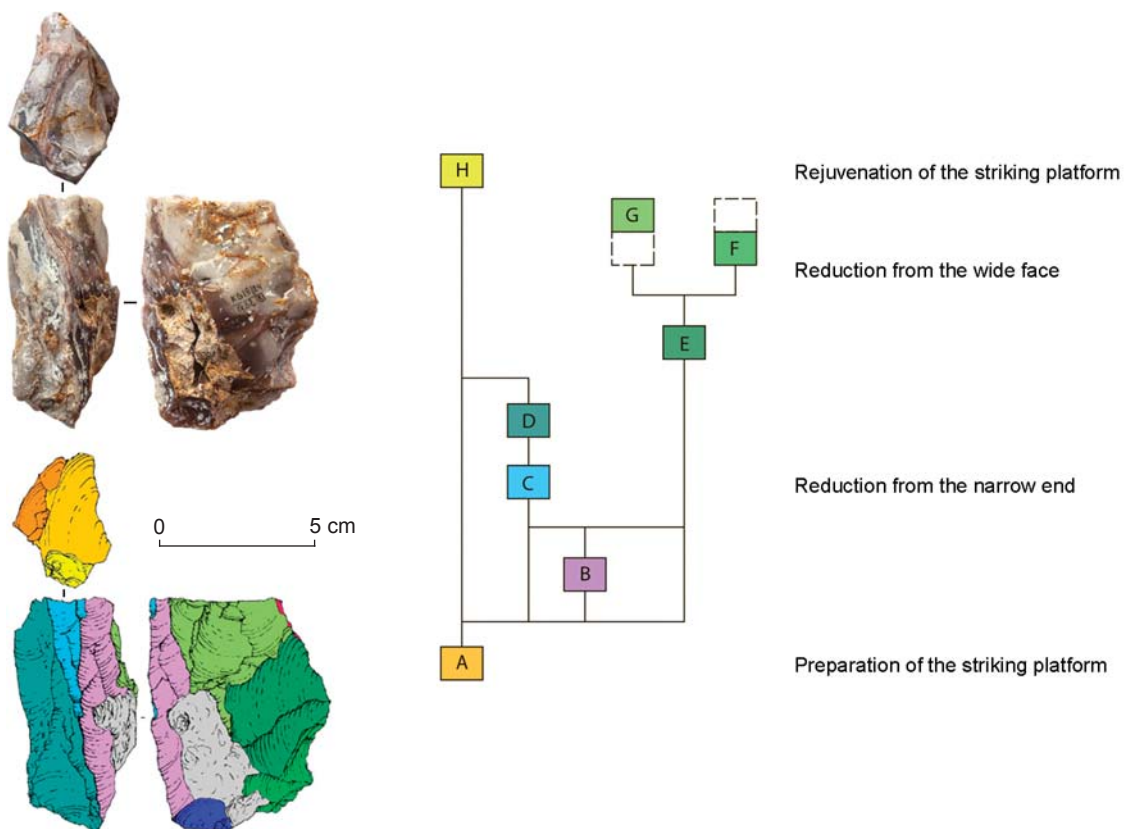 H
Rejuvenation of the striking platform
G
F
Reduction from the wide face
E
D
C
Reduction from the narrow end
0 5 cm
B
A
Preparation of the striking platform